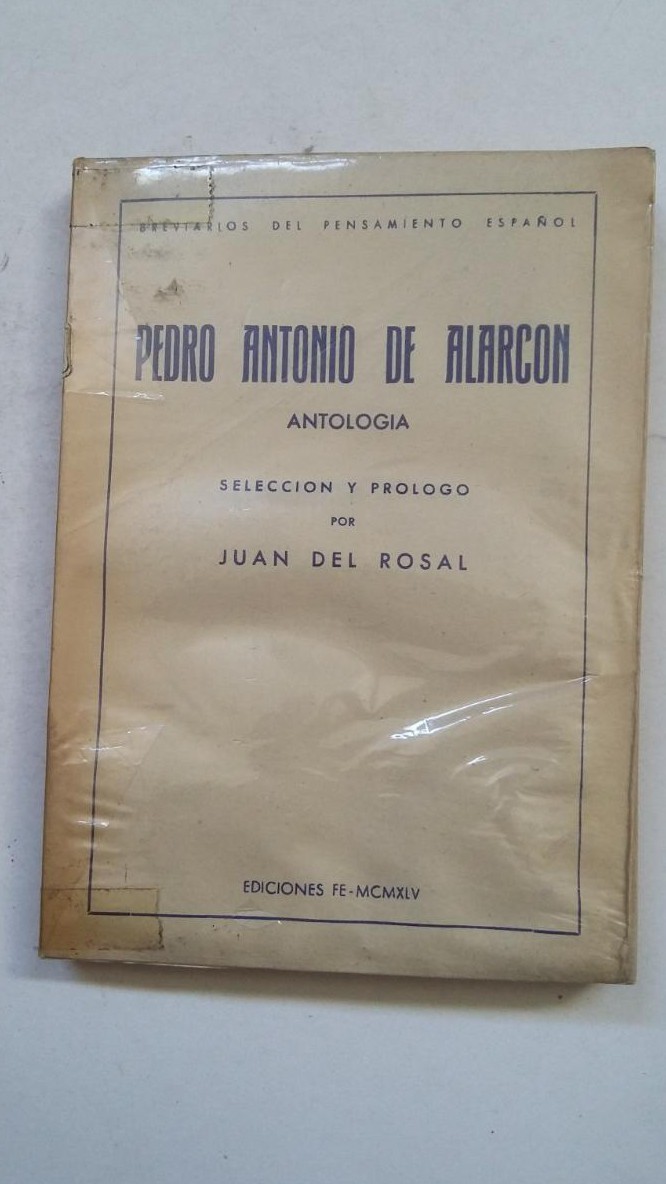 BREVIARIOS DEL PENSAMIENTO ESPAÑOL
PEDRO ANTONIO DE ALARCON
ANTOLOGIA
SELECCION Y PROLOGO
POR
JUAN DEL ROSAL
EDICIONES FE-MCMXLV